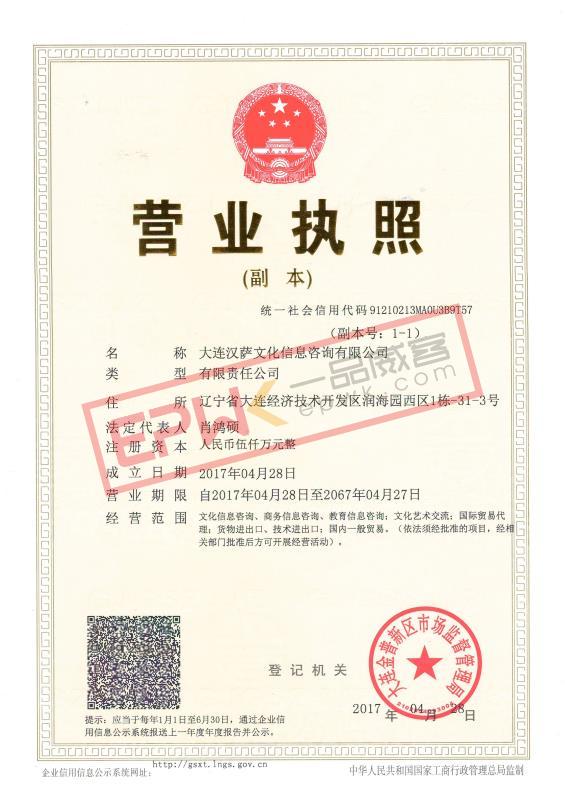 营业执照
(副 本)
统一社会信用代码 91210213MA0U3B9T57
（副本号：1-1）
名 称 大连汉萨文化信息咨询有限公司
类 型 有限责任公司
住 所 辽宁省大连经济技术开发区润海园西区1栋-31-3号
法定代表人 肖鸿硕
注册资本 人民币伍仟万元整
成立日期 2017年04月28日
营业期限 自2017年04月28日至2067年04月27日
经营范围 文化信息咨询、商务信息咨询、教育信息咨询；文化艺术交流；国际贸易代
理；货物进出口、技术进出口；国内一般贸易。（依法须经批准的项目，经相
关部门批准后方可开展经营活动）。
EPWK 一品威客
epwk.com
登记机关
大连金普新区市场监督管理局
2017 年 04 月 28 日
提示：应当于每年1月1日至6月30日，通过企业信
用信息公示系统报送上一年度年度报告并公示。
企业信用信息公示系统网址： http://gsxt.lngs.gov.cn
中华人民共和国国家工商行政管理总局监制